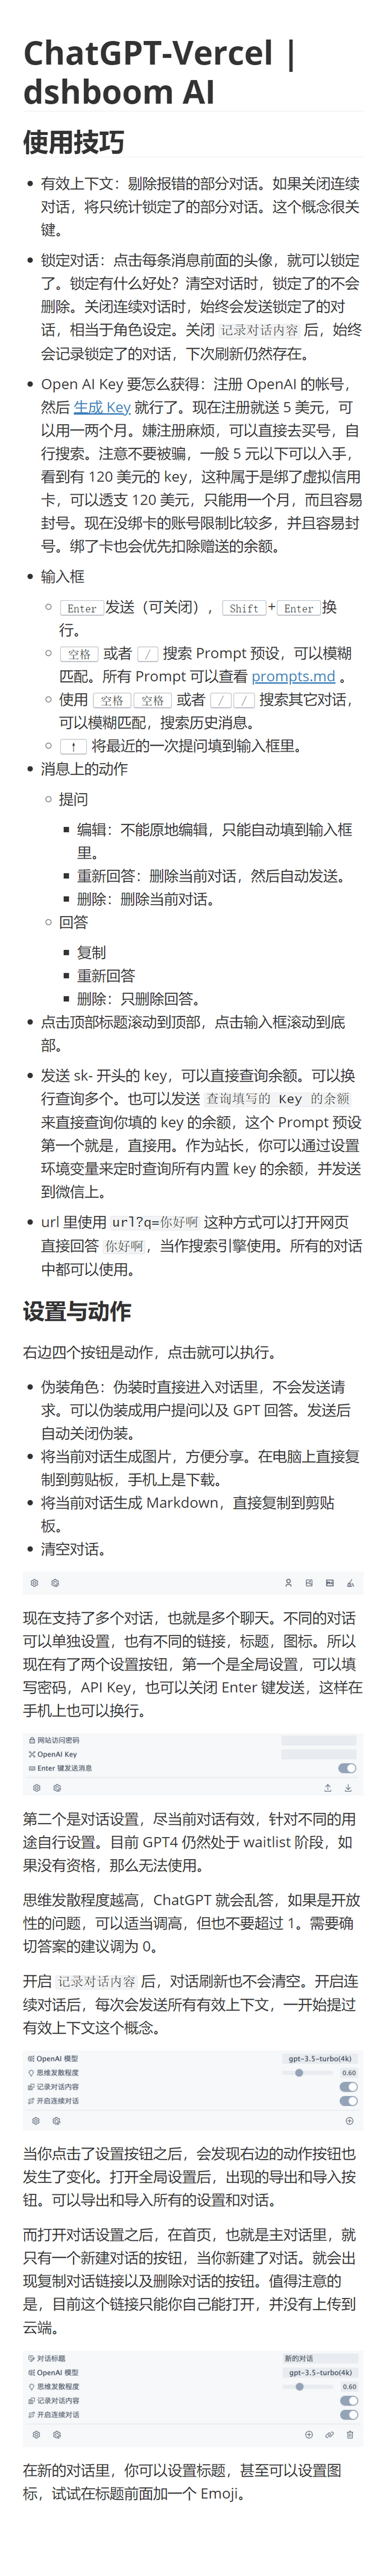 ChatGPT-Vercel |
dshboom AI
使用技巧
有效上下文：剔除报错的部分对话。如果关闭连续
对话，将只统计锁定了的部分对话。这个概念很关
键。
锁定对话：点击每条消息前面的头像，就可以锁定
了。锁定有什么好处？清空对话时，锁定了的不会
删除。关闭连续对话时，始终会发送锁定了的对
话，相当于角色设定。关闭 记录对话内容 后，始终
会记录锁定了的对话，下次刷新仍然存在。
Open AI Key 要怎么获得：注册 OpenAI 的帐号，
然后 生成 Key 就行了。现在注册就送 5 美元，可
以用一两个月。嫌注册麻烦，可以直接去买号，自
行搜索。注意不要被骗，一般 5 元以下可以入手，
看到有 120 美元的 key，这种属于是绑了虚拟信用
卡，可以透支 120 美元，只能用一个月，而且容易
封号。现在没绑卡的账号限制比较多，并且容易封
号。绑了卡也会优先扣除赠送的余额。
输入框
Enter 发送（可关闭），Shift + Enter 换
行。
空格 或者 / 搜索 Prompt 预设，可以模糊
匹配。所有 Prompt 可以查看 prompts.md 。
使用 空格 空格 或者 / / 搜索其它对话，
可以模糊匹配，搜索历史消息。
↑ 将最近的一次提问填到输入框里。
消息上的动作
提问
编辑：不能原地编辑，只能自动填到输入框
里。
重新回答：删除当前对话，然后自动发送。
删除：删除当前对话。
回答
复制
重新回答
删除：只删除回答。
点击顶部标题滚动到顶部，点击输入框滚动到底
部。
发送 sk- 开头的 key，可以直接查询余额。可以换
行查询多个。也可以发送 查询填写的 Key 的余额
来直接查询你填的 key 的余额，这个 Prompt 预设
第一个就是，直接用。作为站长，你可以通过设置
环境变量来定时查询所有内置 key 的余额，并发送
到微信上。
url 里使用 url?q=你好啊 这种方式可以打开网页
直接回答 你好啊，当作搜索引擎使用。所有的对话
中都可以使用。
设置与动作
右边四个按钮是动作，点击就可以执行。
伪装角色：伪装时直接进入对话里，不会发送请
求。可以伪装成用户提问以及 GPT 回答。发送后
自动关闭伪装。
将当前对话生成图片，方便分享。在电脑上直接复
制到剪贴板，手机上是下载。
将当前对话生成 Markdown，直接复制到剪贴
板。
清空对话。
现在支持了多个对话，也就是多个聊天。不同的对话
可以单独设置，也有不同的链接，标题，图标。所以
现在有了两个设置按钮，第一个是全局设置，可以填
写密码，API Key，也可以关闭 Enter 键发送，这样在
手机上也可以换行。
网站访问密码
OpenAI Key
Enter 键发送消息
第二个是对话设置，尽当前对话有效，针对不同的用
途自行设置。目前 GPT4 仍然处于 waitlist 阶段，如
果没有资格，那么无法使用。
思维发散程度越高，ChatGPT 就会乱答，如果是开放
性的问题，可以适当调高，但也不要超过 1。需要确
切答案的建议调为 0。
开启 记录对话内容 后，对话刷新也不会清空。开启连
续对话后，每次会发送所有有效上下文，一开始提过
有效上下文这个概念。
OpenAI 模型 gpt-3.5-turbo(4k)
思维发散程度 0.60
记录对话内容
开启连续对话
当你点击了设置按钮之后，会发现右边的动作按钮也
发生了变化。打开全局设置后，出现的导出和导入按
钮。可以导出和导入所有的设置和对话。
而打开对话设置之后，在首页，也就是主对话里，就
只有一个新建对话的按钮，当你新建了对话。就会出
现复制对话链接以及删除对话的按钮。值得注意的
是，目前这个链接只能你自己能打开，并没有上传到
云端。
对话标题 新的对话
OpenAI 模型 gpt-3.5-turbo(4k)
思维发散程度 0.60
记录对话内容
开启连续对话
在新的对话里，你可以设置标题，甚至可以设置图
标，试试在标题前面加一个 Emoji。